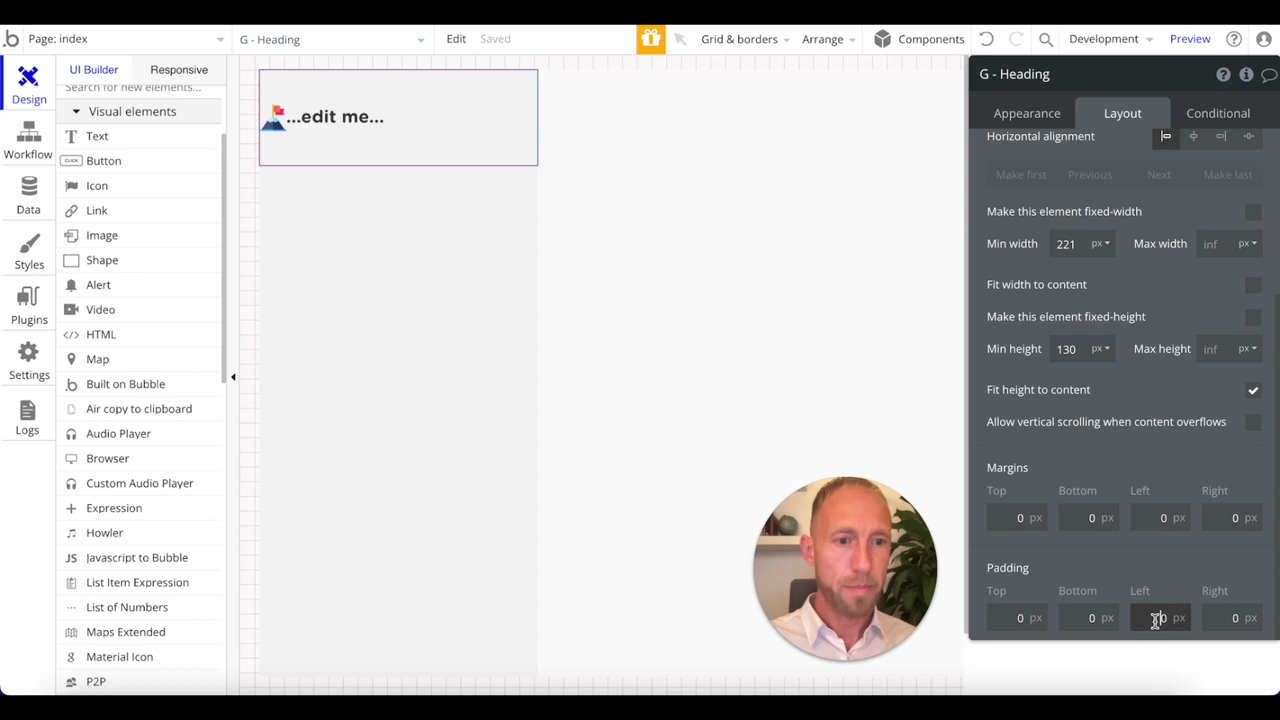 Page: index
G - Heading
Edit
Saved
Grid & borders
Arrange
Components
Development
Preview
UI Builder
Responsive
Search for new elements...
Design
Workflow
Data
Styles
Plugins
Settings
Logs
Visual elements
Text
CLICK
Button
Icon
Link
Image
Shape
Alert
Video
</> HTML
Map
Built on Bubble
Air copy to clipboard
Audio Player
Browser
Custom Audio Player
Expression
Howler
JS Javascript to Bubble
List Item Expression
List of Numbers
Maps Extended
Material Icon
P2P
...edit me...
G - Heading
Appearance
Layout
Conditional
Horizontal alignment
Make first
Previous
Next
Make last
Make this element fixed-width
Min width 221 px Max width inf px
Fit width to content
Make this element fixed-height
Min height 130 px Max height inf px
Fit height to content
Allow vertical scrolling when content overflows
Margins
Top Bottom Left Right
0 px 0 px 0 px 0 px
Padding
Top Bottom Left Right
0 px 0 px 0 px 0 px